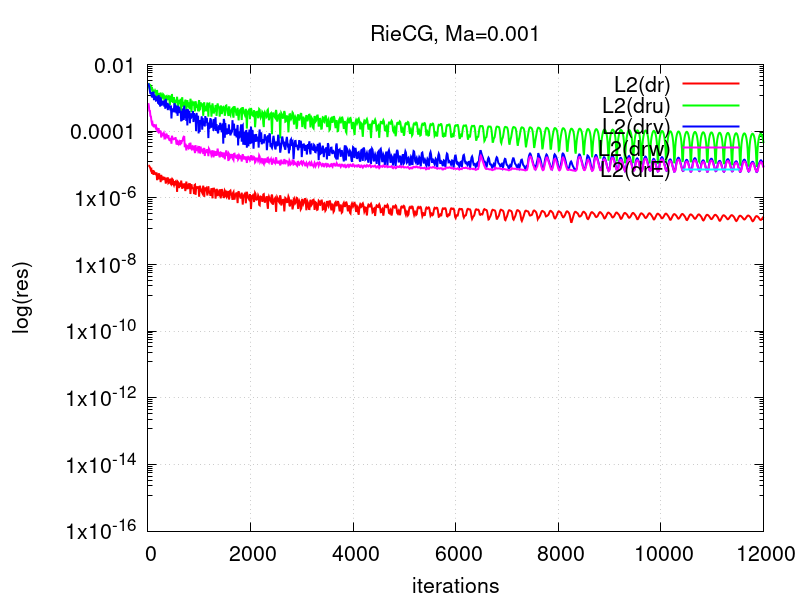 RieCG, Ma=0.001
0.01
0.0001
1x10-6
1x10-8
1x10-10
1x10-12
1x10-14
1x10-16
log(res)
L2(dr)
L2(dru)
L2(drv)
L2(drw)
L2(drE)
0 2000 4000 6000 8000 10000 12000
iterations